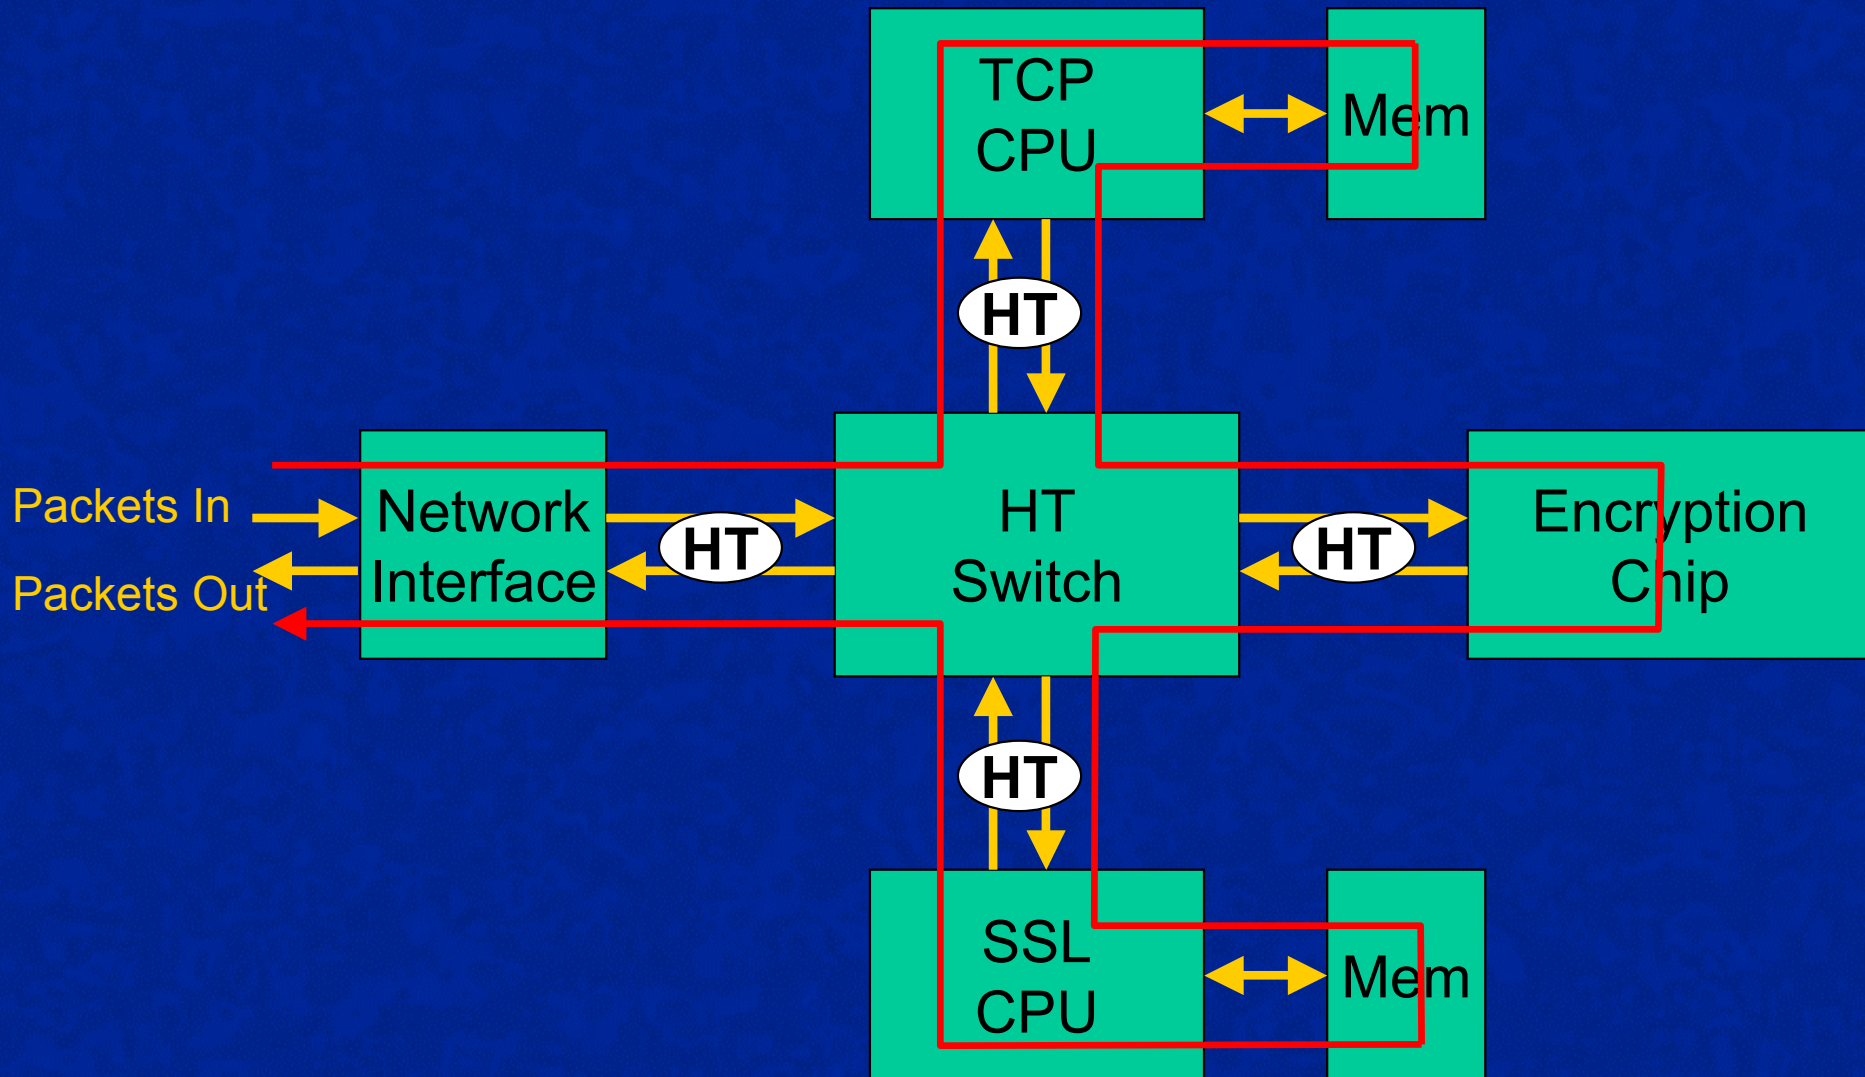 TCP
CPU
Mem
HT
Packets In
Packets Out
Network
Interface
HT
HT
Switch
HT
Encryption
Chip
HT
SSL
CPU
Mem